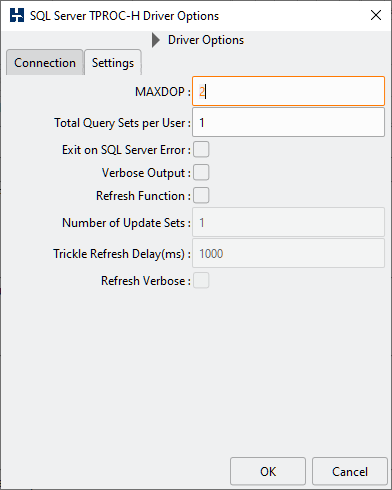 SQL Server TPROC-H Driver Options
Driver Options
Connection Settings
MAXDOP : 2
Total Query Sets per User : 1
Exit on SQL Server Error :
Verbose Output :
Refresh Function :
Number of Update Sets : 1
Trickle Refresh Delay(ms) : 1000
Refresh Verbose :
OK Cancel